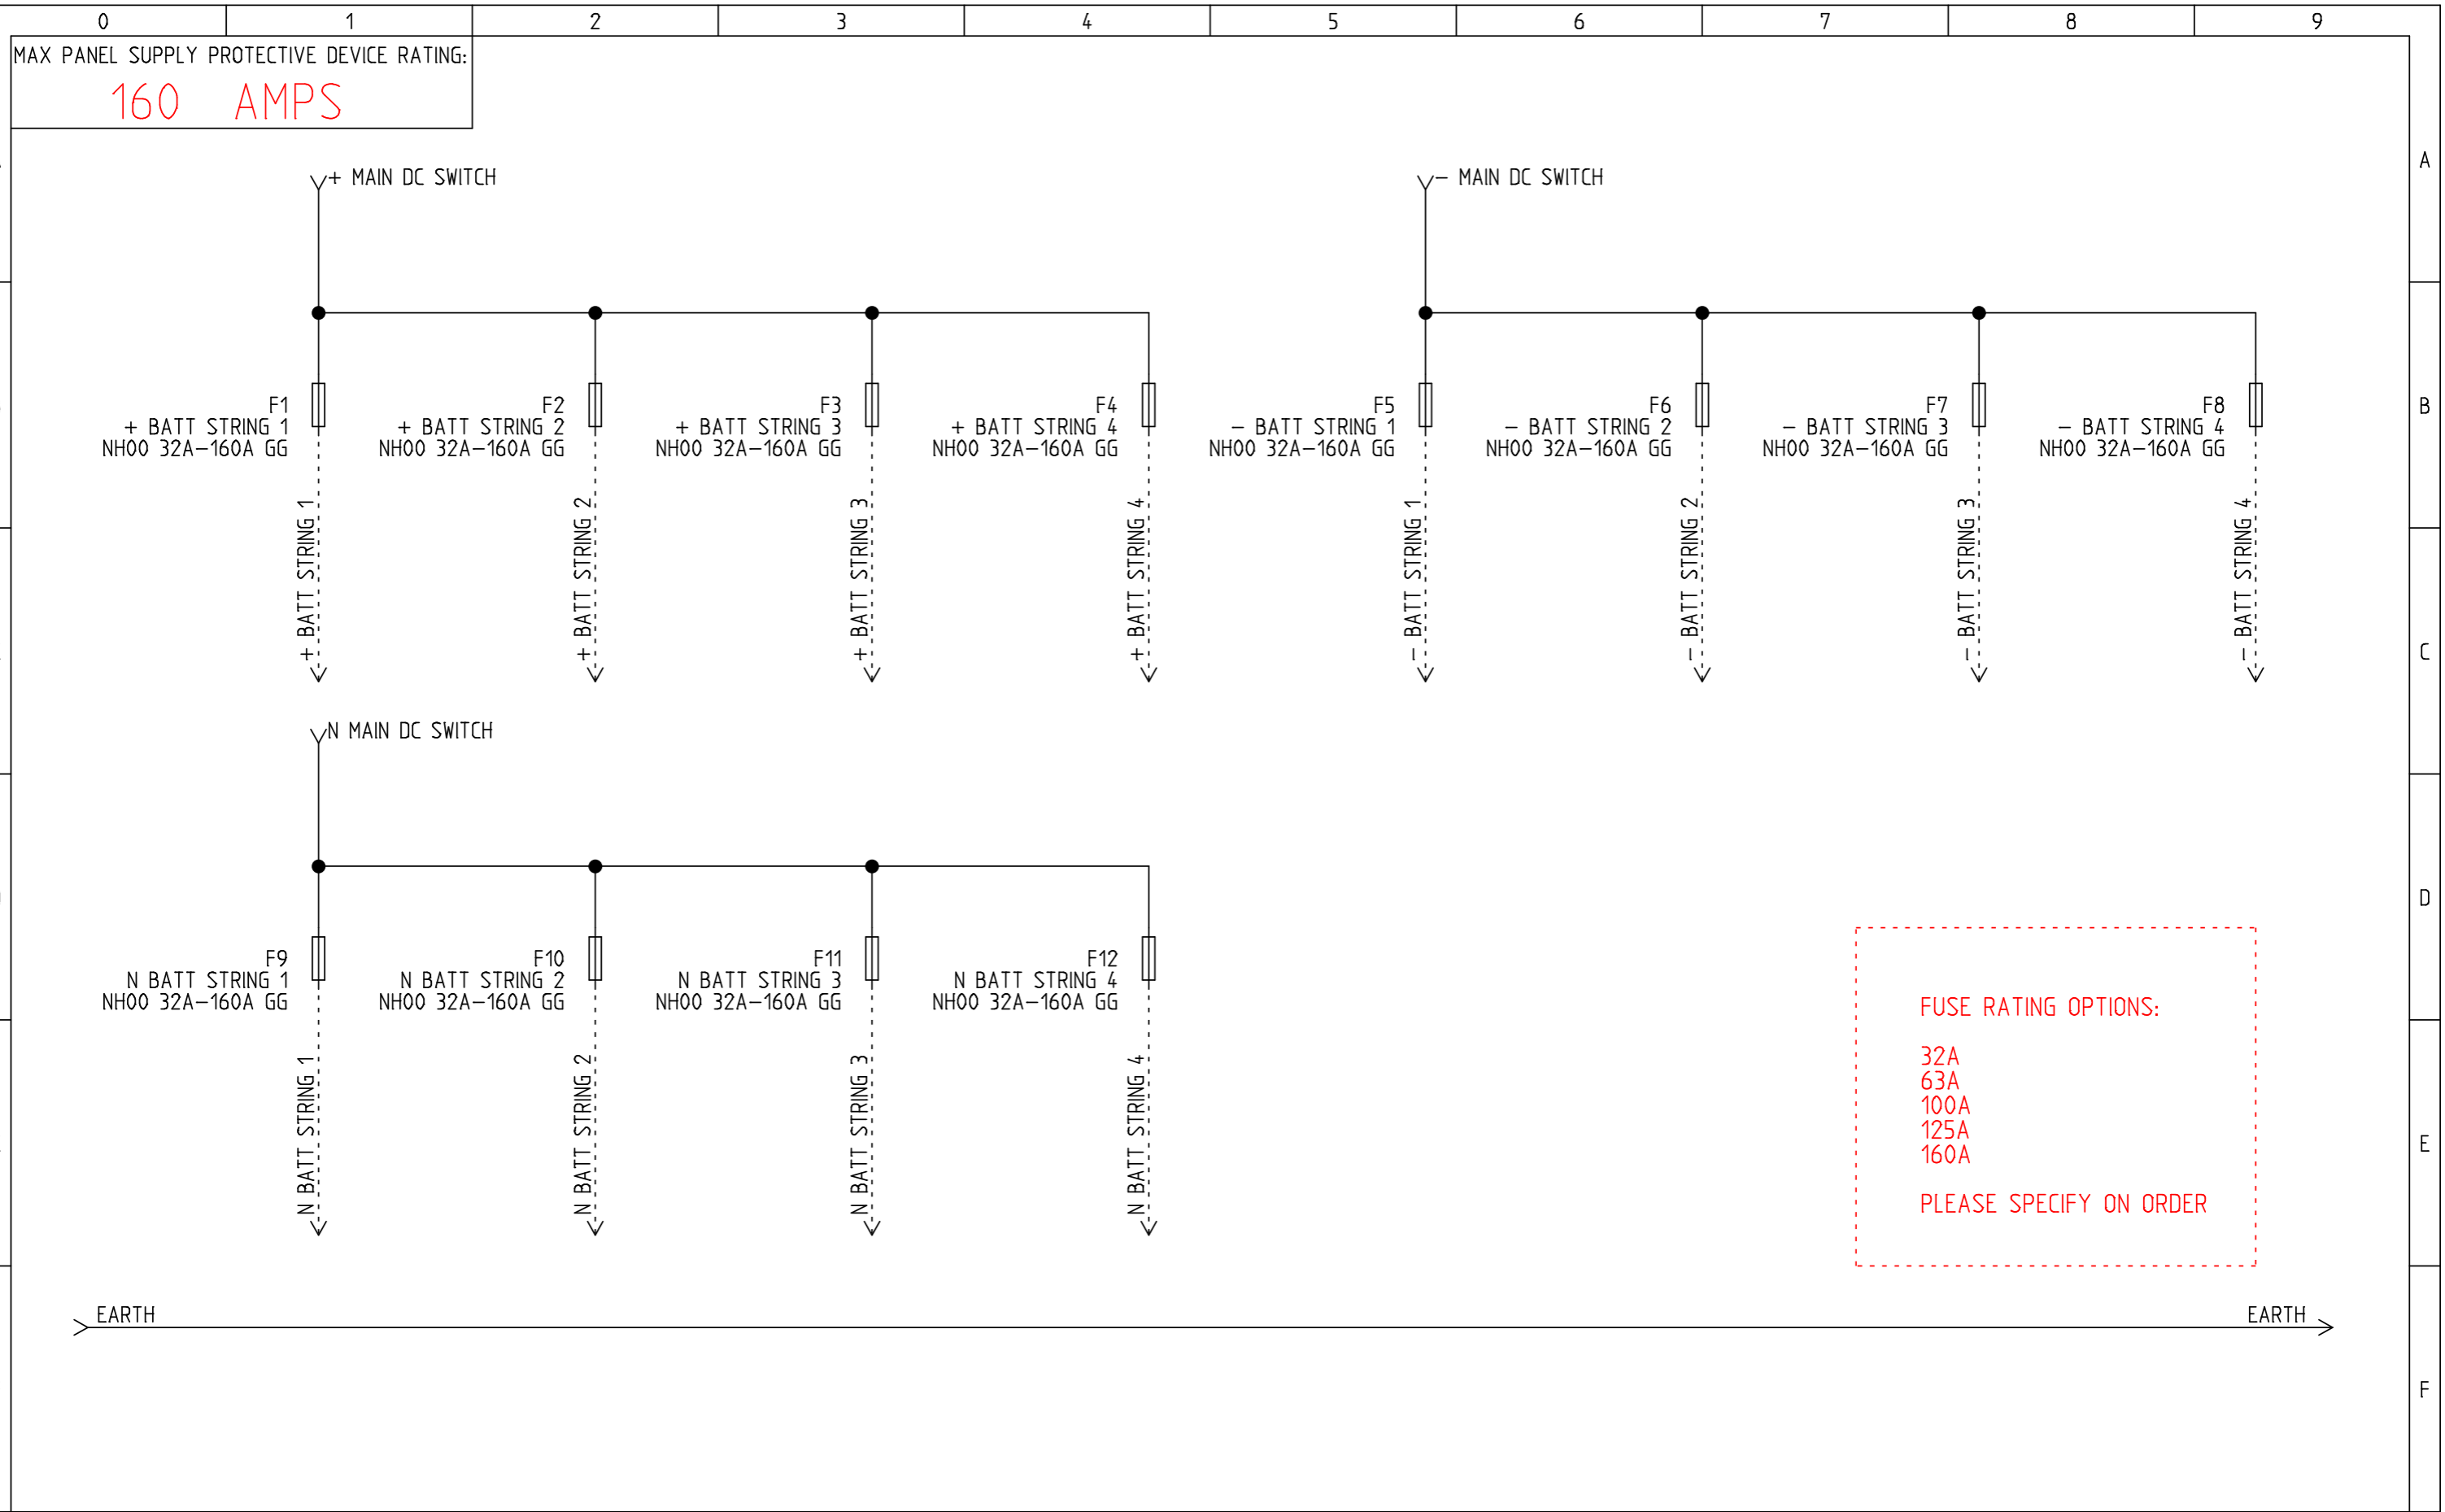 0 1 2 3 4 5 6 7 8 9
MAX PANEL SUPPLY PROTECTIVE DEVICE RATING:
160 AMPS
A
+ MAIN DC SWITCH
- MAIN DC SWITCH
B
F1
+ BATT STRING 1
NH00 32A-160A GG
F2
+ BATT STRING 2
NH00 32A-160A GG
F3
+ BATT STRING 3
NH00 32A-160A GG
F4
+ BATT STRING 4
NH00 32A-160A GG
F5
- BATT STRING 1
NH00 32A-160A GG
F6
- BATT STRING 2
NH00 32A-160A GG
F7
- BATT STRING 3
NH00 32A-160A GG
F8
- BATT STRING 4
NH00 32A-160A GG
+ BATT STRING 1
+ BATT STRING 2
+ BATT STRING 3
+ BATT STRING 4
- BATT STRING 1
- BATT STRING 2
- BATT STRING 3
- BATT STRING 4
C
N MAIN DC SWITCH
D
F9
N BATT STRING 1
NH00 32A-160A GG
F10
N BATT STRING 2
NH00 32A-160A GG
F11
N BATT STRING 3
NH00 32A-160A GG
F12
N BATT STRING 4
NH00 32A-160A GG
N BATT STRING 1
N BATT STRING 2
N BATT STRING 3
N BATT STRING 4
FUSE RATING OPTIONS:
32A
63A
100A
125A
160A
PLEASE SPECIFY ON ORDER
E
EARTH
EARTH
F